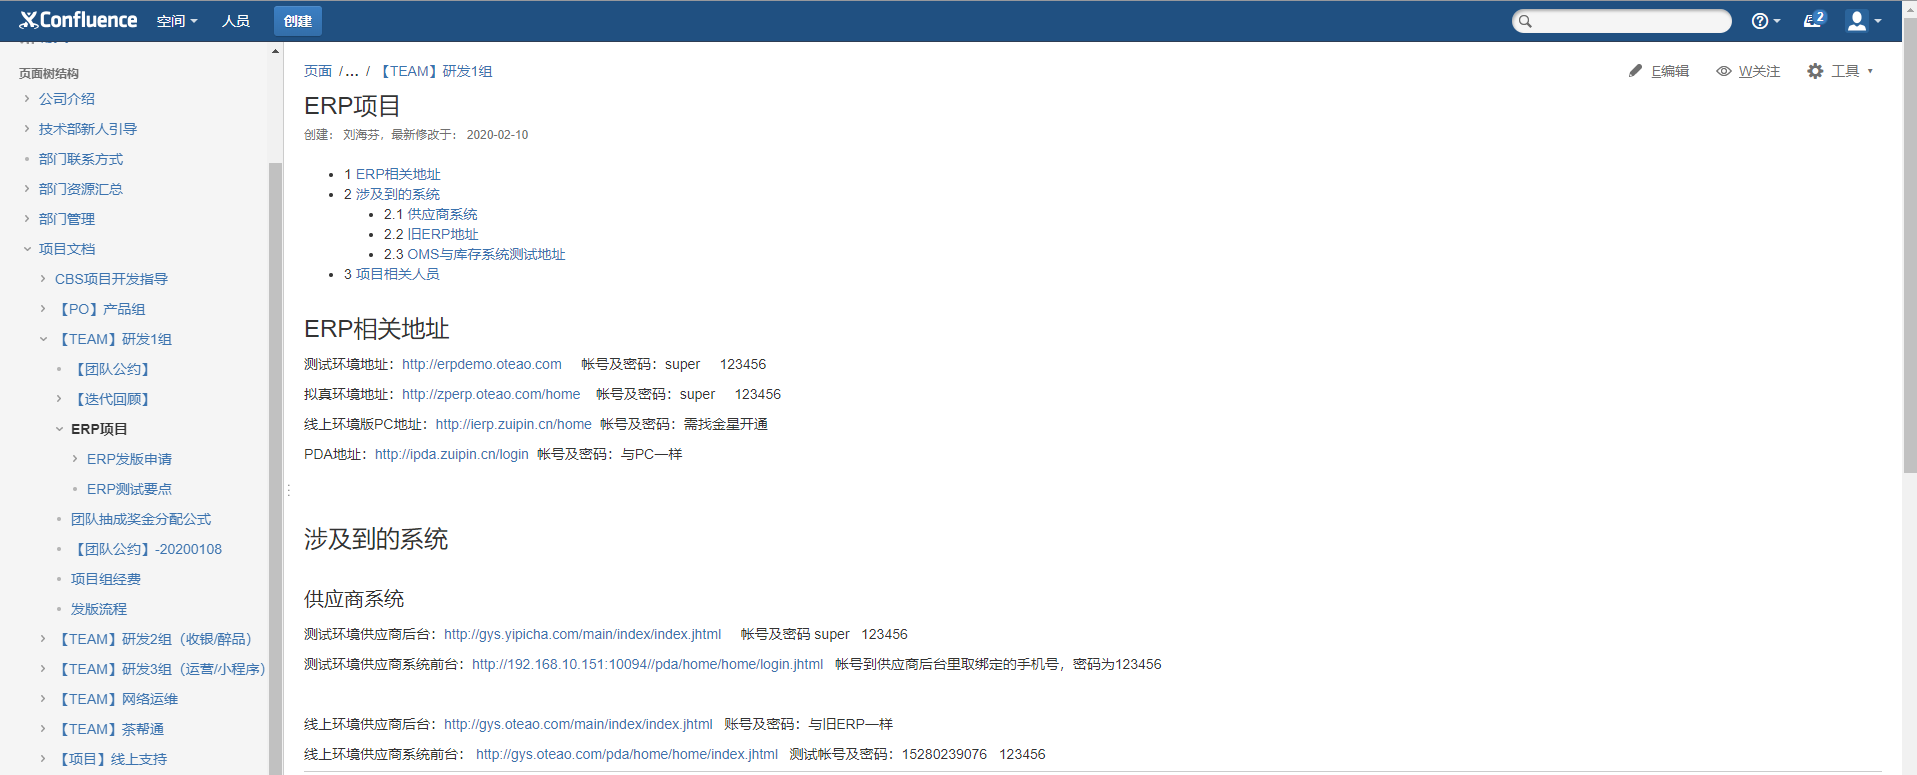 Confluence 空间 人员 创建 2
页面树结构
公司介绍
技术部新人引导
部门联系方式
部门资源汇总
部门管理
项目文档
CBS项目开发指导
【PO】产品组
【TEAM】研发1组
【团队公约】
【迭代回顾】
ERP项目
ERP发版申请
ERP测试要点
团队抽成奖金分配公式
【团队公约】-20200108
项目组经费
发版流程
【TEAM】研发2组（收银/醉品）
【TEAM】研发3组（运营/小程序）
【TEAM】网络运维
【TEAM】茶帮通
【项目】线上支持
页面 /... / 【TEAM】研发1组
E编辑 W关注 工具
ERP项目
创建： 刘海芬，最新修改于： 2020-02-10
1 ERP相关地址
2 涉及到的系统
2.1 供应商系统
2.2 旧ERP地址
2.3 OMS与库存系统测试地址
3 项目相关人员
ERP相关地址
测试环境地址：http://erpdemo.oteao.com 帐号及密码：super 123456
拟真环境地址：http://zperp.oteao.com/home 帐号及密码：super 123456
线上环境版PC地址：http://ierp.zuipin.cn/home 帐号及密码：需找金星开通
PDA地址：http://ipda.zuipin.cn/login 帐号及密码：与PC一样
涉及到的系统
供应商系统
测试环境供应商后台：http://gys.yipicha.com/main/index/index.jhtml 帐号及密码 super 123456
测试环境供应商系统前台：http://192.168.10.151:10094//pda/home/home/login.jhtml 帐号到供应商后台里取绑定的手机号，密码为123456
线上环境供应商后台：http://gys.oteao.com/main/index/index.jhtml 账号及密码：与旧ERP一样
线上环境供应商系统前台： http://gys.oteao.com/pda/home/home/index.jhtml 测试帐号及密码：15280239076 123456